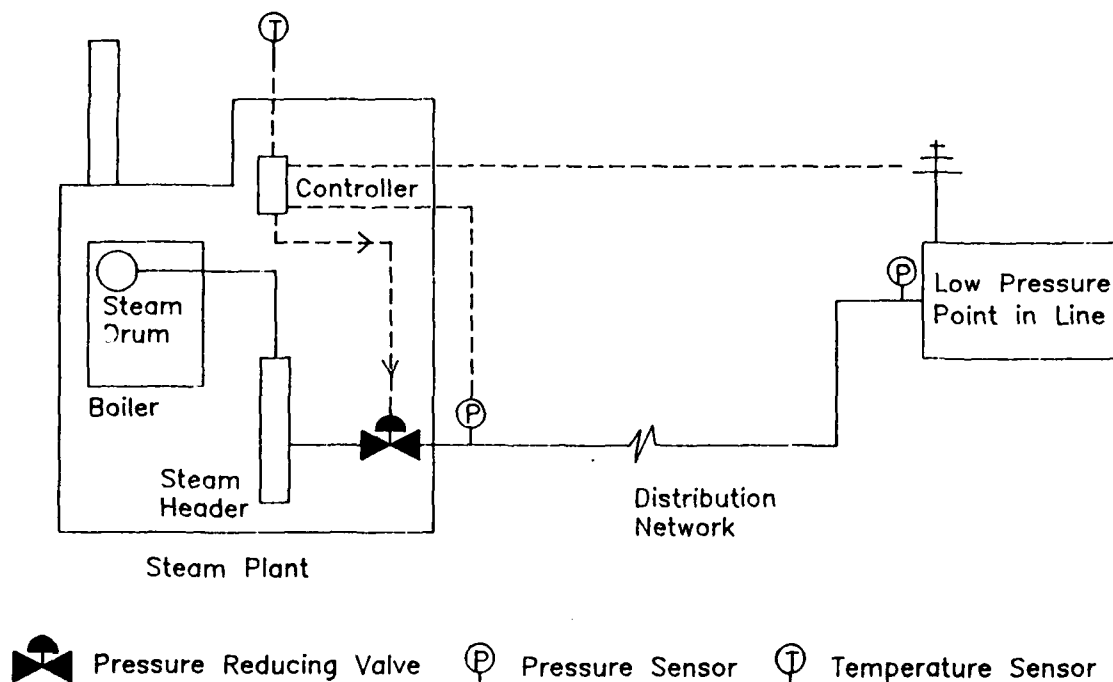 T
Controller
Steam
Drum
Boiler
Steam
Header
P
P
Low Pressure
Point in Line
Distribution
Network
Steam Plant
Pressure Reducing Valve
P Pressure Sensor
T Temperature Sensor